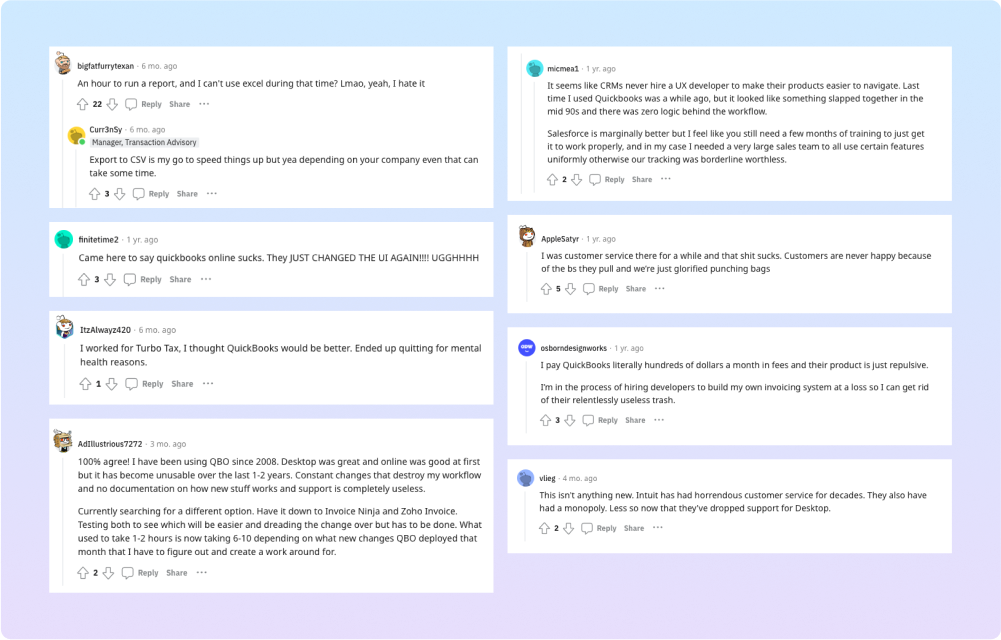 bigfatfurrytexan · 6 mo. ago
An hour to run a report, and I can't use excel during that time? Lmao, yeah, I hate it
22 Reply Share ···
Curr3nSy · 6 mo. ago
Manager, Transaction Advisory
Export to CSV is my go to speed things up but yea depending on your company even that can
take some time.
3 Reply Share ···
finitetime2 · 1 yr. ago
Came here to say quickbooks online sucks. They JUST CHANGED THE UI AGAIN!!!! UGGHHHH
3 Reply Share ···
ItzAlwayz420 · 6 mo. ago
I worked for Turbo Tax, I thought QuickBooks would be better. Ended up quitting for mental
health reasons.
1 Reply Share ···
AdIllustrious7272 · 3 mo. ago
100% agree! I have been using QBO since 2008. Desktop was great and online was good at first
but it has become unusable over the last 1-2 years. Constant changes that destroy my workflow
and no documentation on how new stuff works and support is completely useless.
Currently searching for a different option. Have it down to Invoice Ninja and Zoho Invoice.
Testing both to see which will be easier and dreading the change over but has to be done. What
used to take 1-2 hours is now taking 6-10 depending on what new changes QBO deployed that
month that I have to figure out and create a work around for.
2 Reply Share ···
micmea1 · 1 yr. ago
It seems like CRMs never hire a UX developer to make their products easier to navigate. Last
time I used Quickbooks was a while ago, but it looked like something slapped together in the
mid 90s and there was zero logic behind the workflow.
Salesforce is marginally better but I feel like you still need a few months of training to just get
it to work properly, and in my case I needed a very large sales team to all use certain features
uniformly otherwise our tracking was borderline worthless.
2 Reply Share ···
AppleSatyr · 1 yr. ago
I was customer service there for a while and that shit sucks. Customers are never happy because
of the bs they pull and we're just glorified punching bags
5 Reply Share ···
osborndesignworks · 1 yr. ago
I pay QuickBooks literally hundreds of dollars a month in fees and their product is just repulsive.
I'm in the process of hiring developers to build my own invoicing system at a loss so I can get rid
of their relentlessly useless trash.
3 Reply Share ···
vlieg · 4 mo. ago
This isn't anything new. Intuit has had horrendous customer service for decades. They also have
had a monopoly. Less so now that they've dropped support for Desktop.
2 Reply Share ···